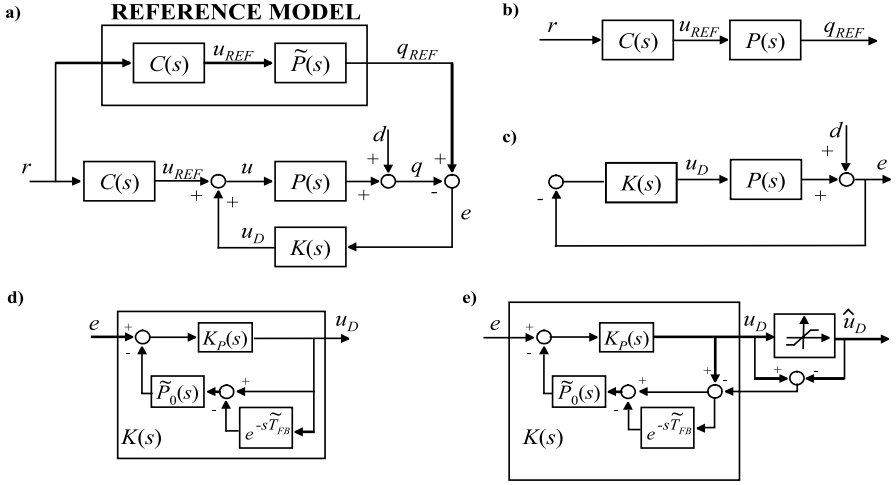 a)
REFERENCE MODEL
C(s)
u_REF
P̃(s)
q_REF
r
C(s)
u_REF
+
+
u
P(s)
+
+
d
q
+
-
e
u_D
K(s)
b)
r
C(s)
u_REF
P(s)
q_REF
c)
-
K(s)
u_D
P(s)
d
+
+
e
d)
e
+
-
K_P(s)
u_D
P̃_0(s)
+
-
e^-sT̃_FB
K(s)
e)
e
+
-
K_P(s)
u_D
û_D
+
-
+
-
P̃_0(s)
+
-
e^-sT̃_FB
K(s)